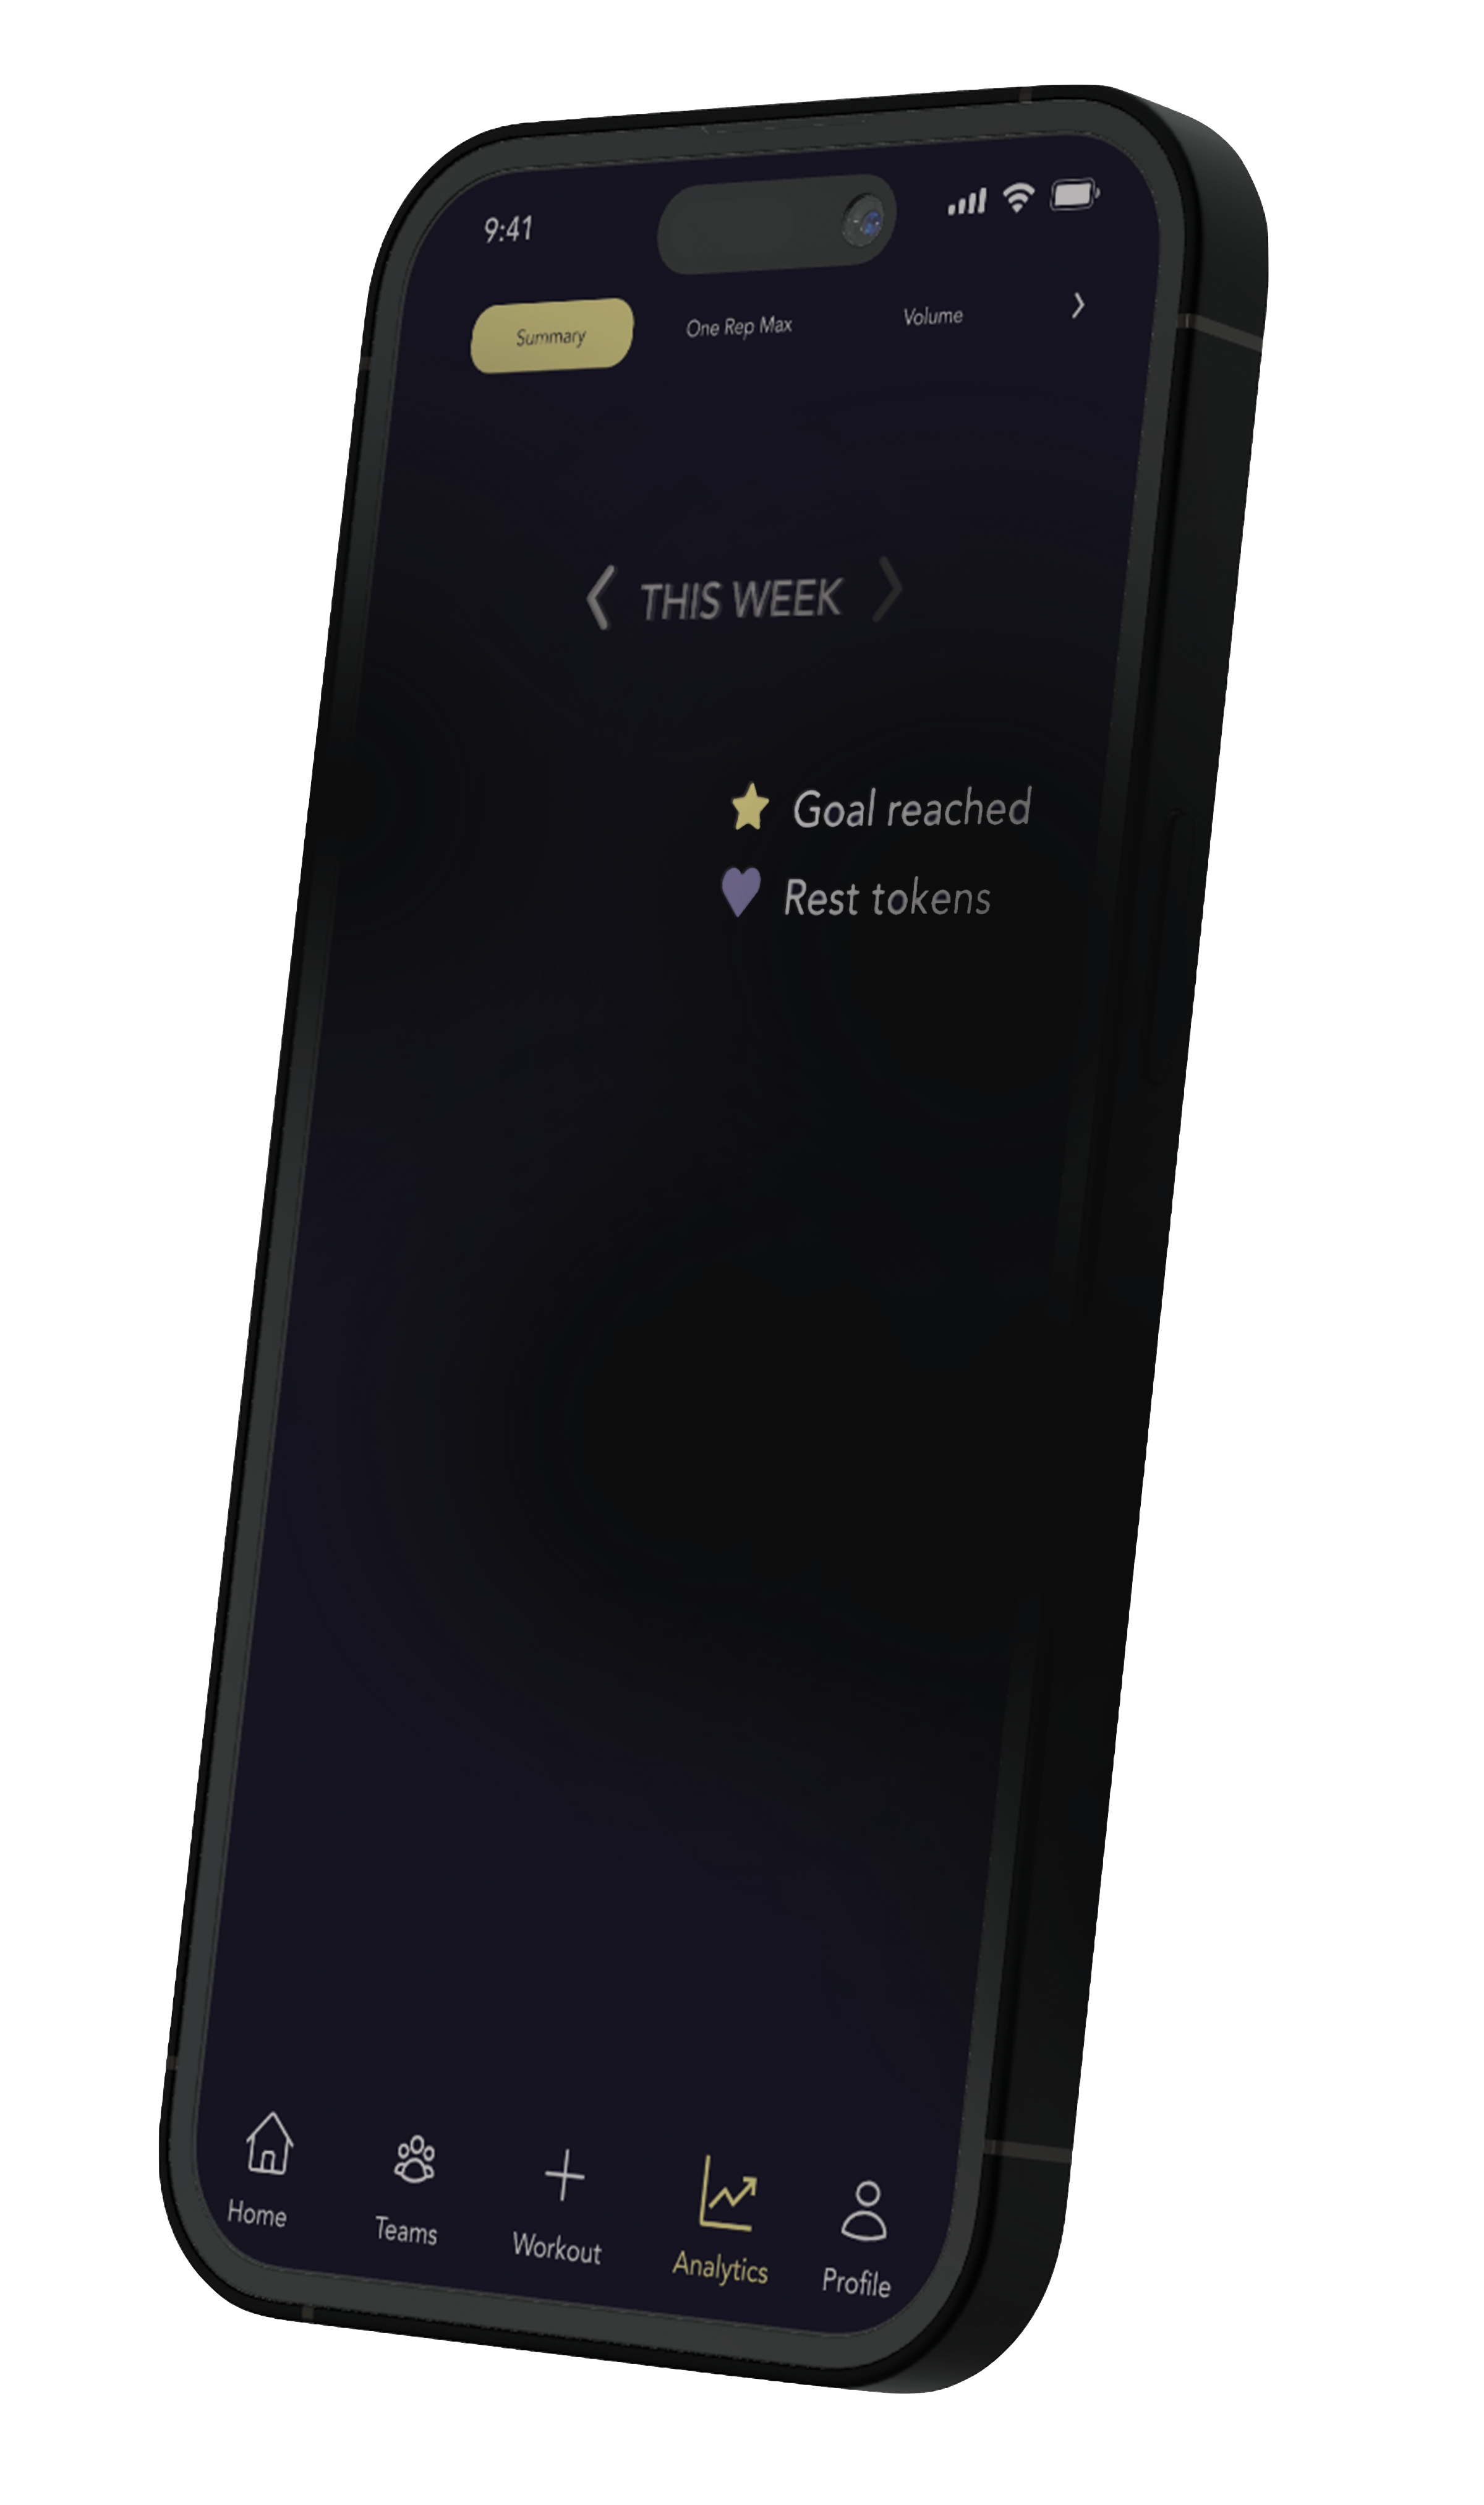 9:41
Summary One Rep Max Volume
THIS WEEK
Goal reached
Rest tokens
Home Teams Workout Analytics Profile